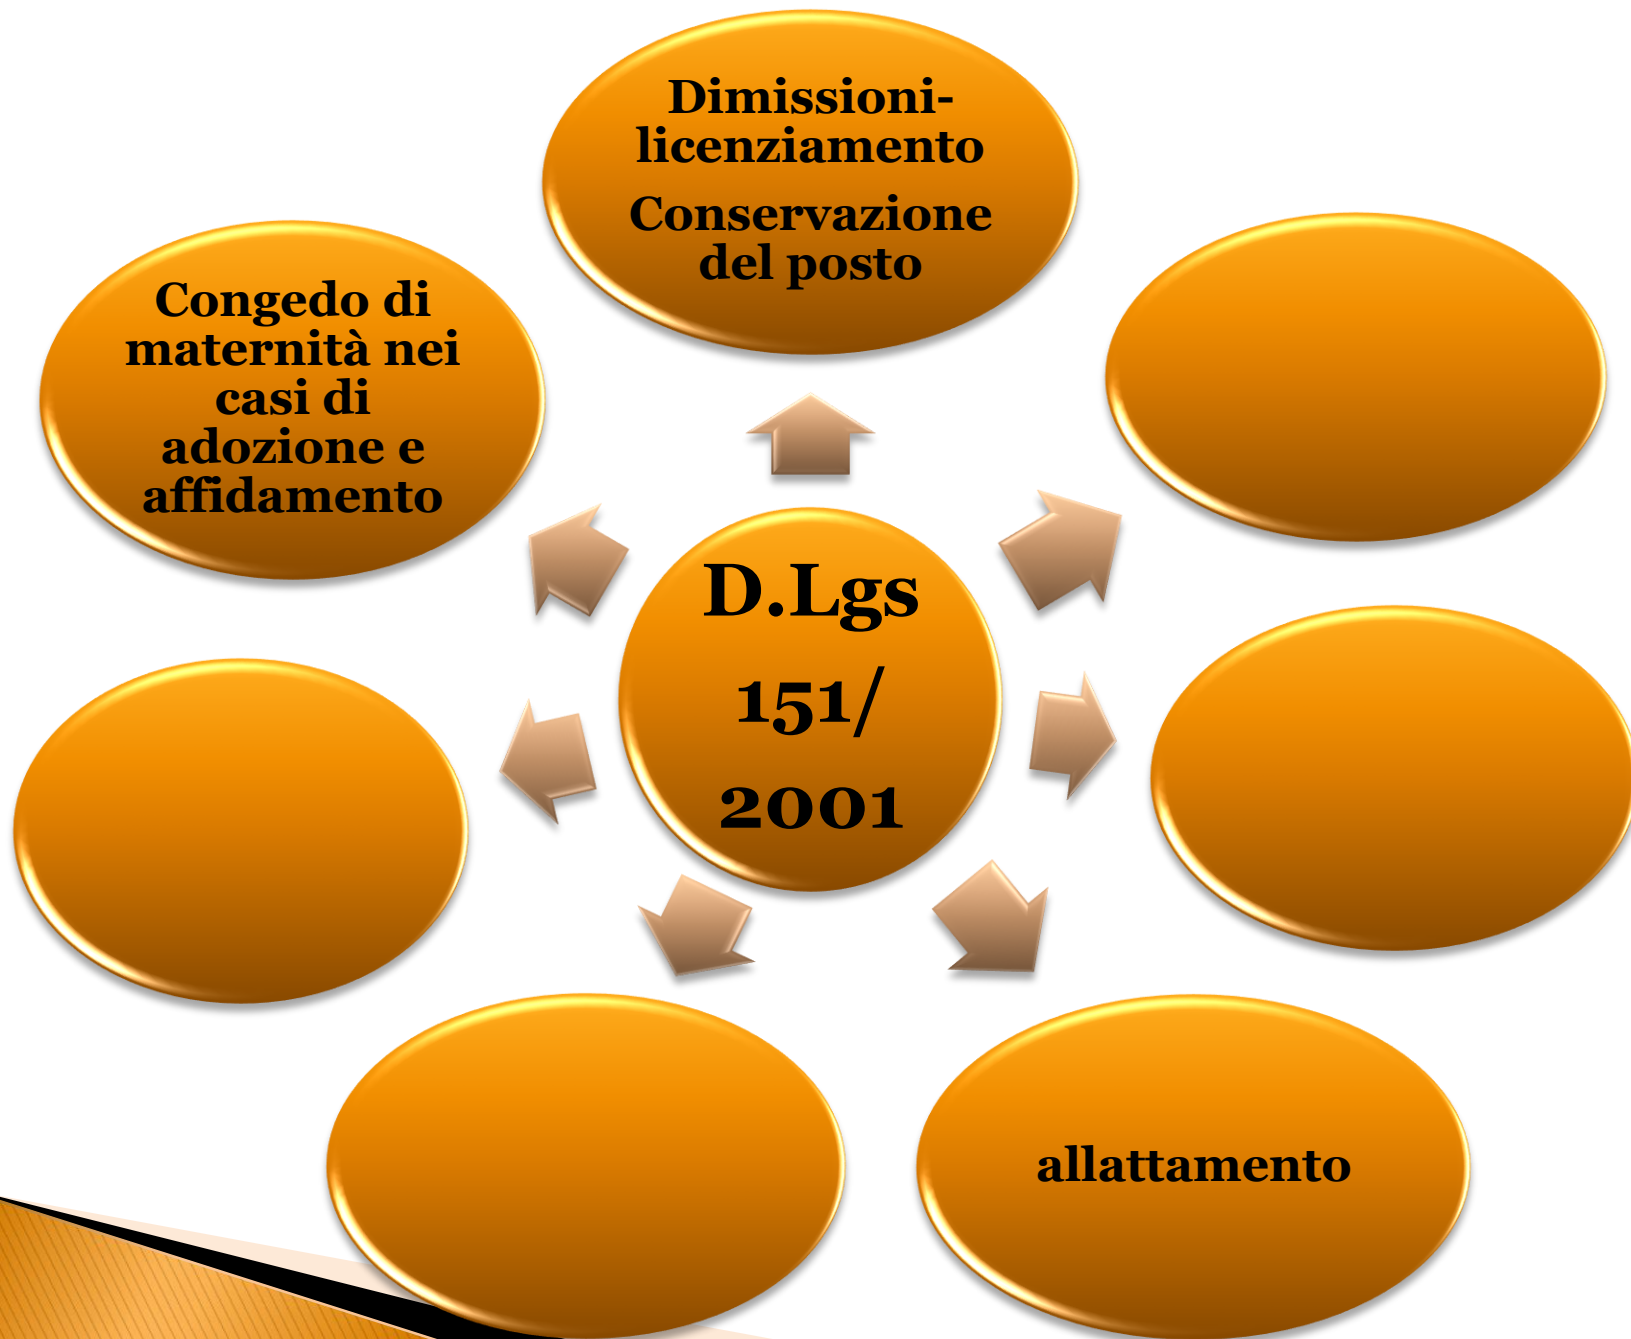 Dimissioni-
licenziamento
Conservazione
del posto
Congedo di
maternità nei
casi di
adozione e
affidamento
D.Lgs
151/
2001
allattamento